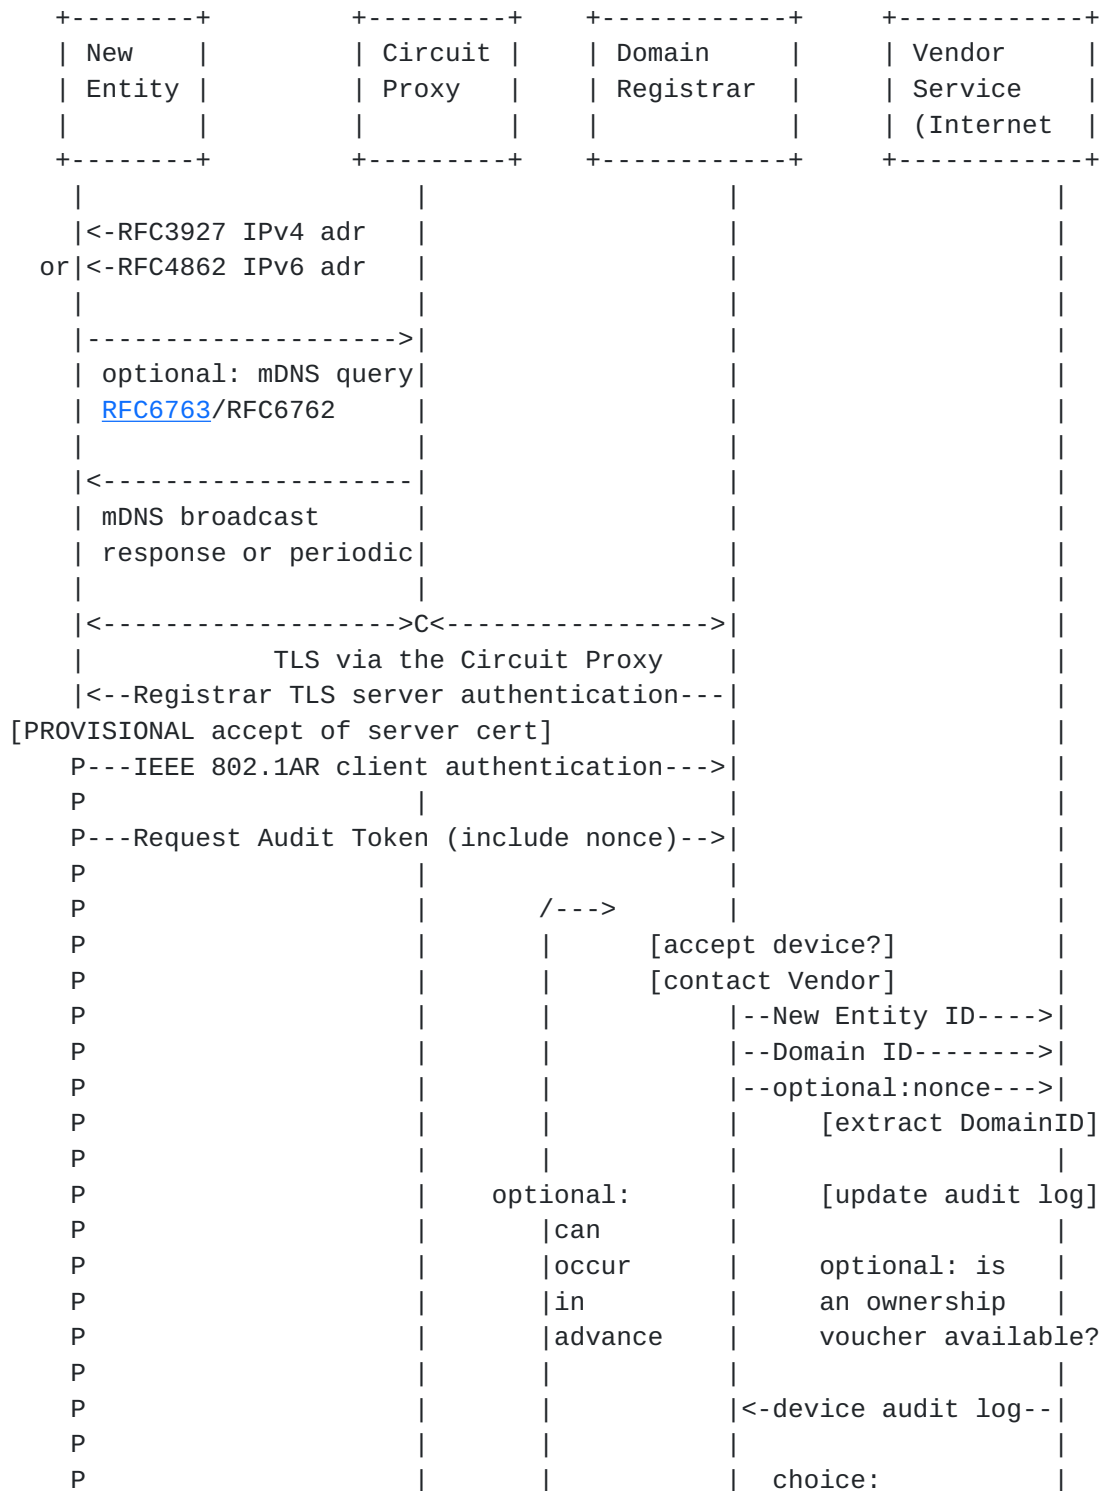 +--------+         +---------+    +------------+     +------------+
   | New    |         | Circuit |    | Domain     |     | Vendor     |
   | Entity |         | Proxy   |    | Registrar  |     | Service    |
   |        |         |         |    |            |     | (Internet  |
   +--------+         +---------+    +------------+     +------------+
    |                     |                   |                    |
    |<-RFC3927 IPv4 adr   |                   |                    |
  or|<-RFC4862 IPv6 adr   |                   |                    |
    |                     |                   |                    |
    |-------------------->|                   |                    |
    | optional: mDNS query|                   |                    |
    | RFC6763/RFC6762     |                   |                    |
    |                     |                   |                    |
    |<--------------------|                   |                    |
    | mDNS broadcast      |                   |                    |
    | response or periodic|                   |                    |
    |                     |                   |                    |
    |<------------------->C<----------------->|                    |
    |            TLS via the Circuit Proxy    |                    |
    |<--Registrar TLS server authentication---|                    |
[PROVISIONAL accept of server cert]           |                    |
    P---IEEE 802.1AR client authentication--->|                    |
    P                     |                   |                    |
    P---Request Audit Token (include nonce)-->|                    |
    P                     |                   |                    |
    P                     |       /--->       |                    |
    P                     |       |      [accept device?]          |
    P                     |       |      [contact Vendor]          |
    P                     |       |           |--New Entity ID---->|
    P                     |       |           |--Domain ID-------->|
    P                     |       |           |--optional:nonce--->|
    P                     |       |           |     [extract DomainID]
    P                     |       |           |                    |
    P                     |    optional:      |     [update audit log]
    P                     |       |can        |                    |
    P                     |       |occur      |     optional: is   |
    P                     |       |in         |     an ownership   |
    P                     |       |advance    |     voucher available?
    P                     |       |           |                    |
    P                     |       |           |<-device audit log--|
    P                     |       |           |                    |
    P                     |       |           |  choice:           |